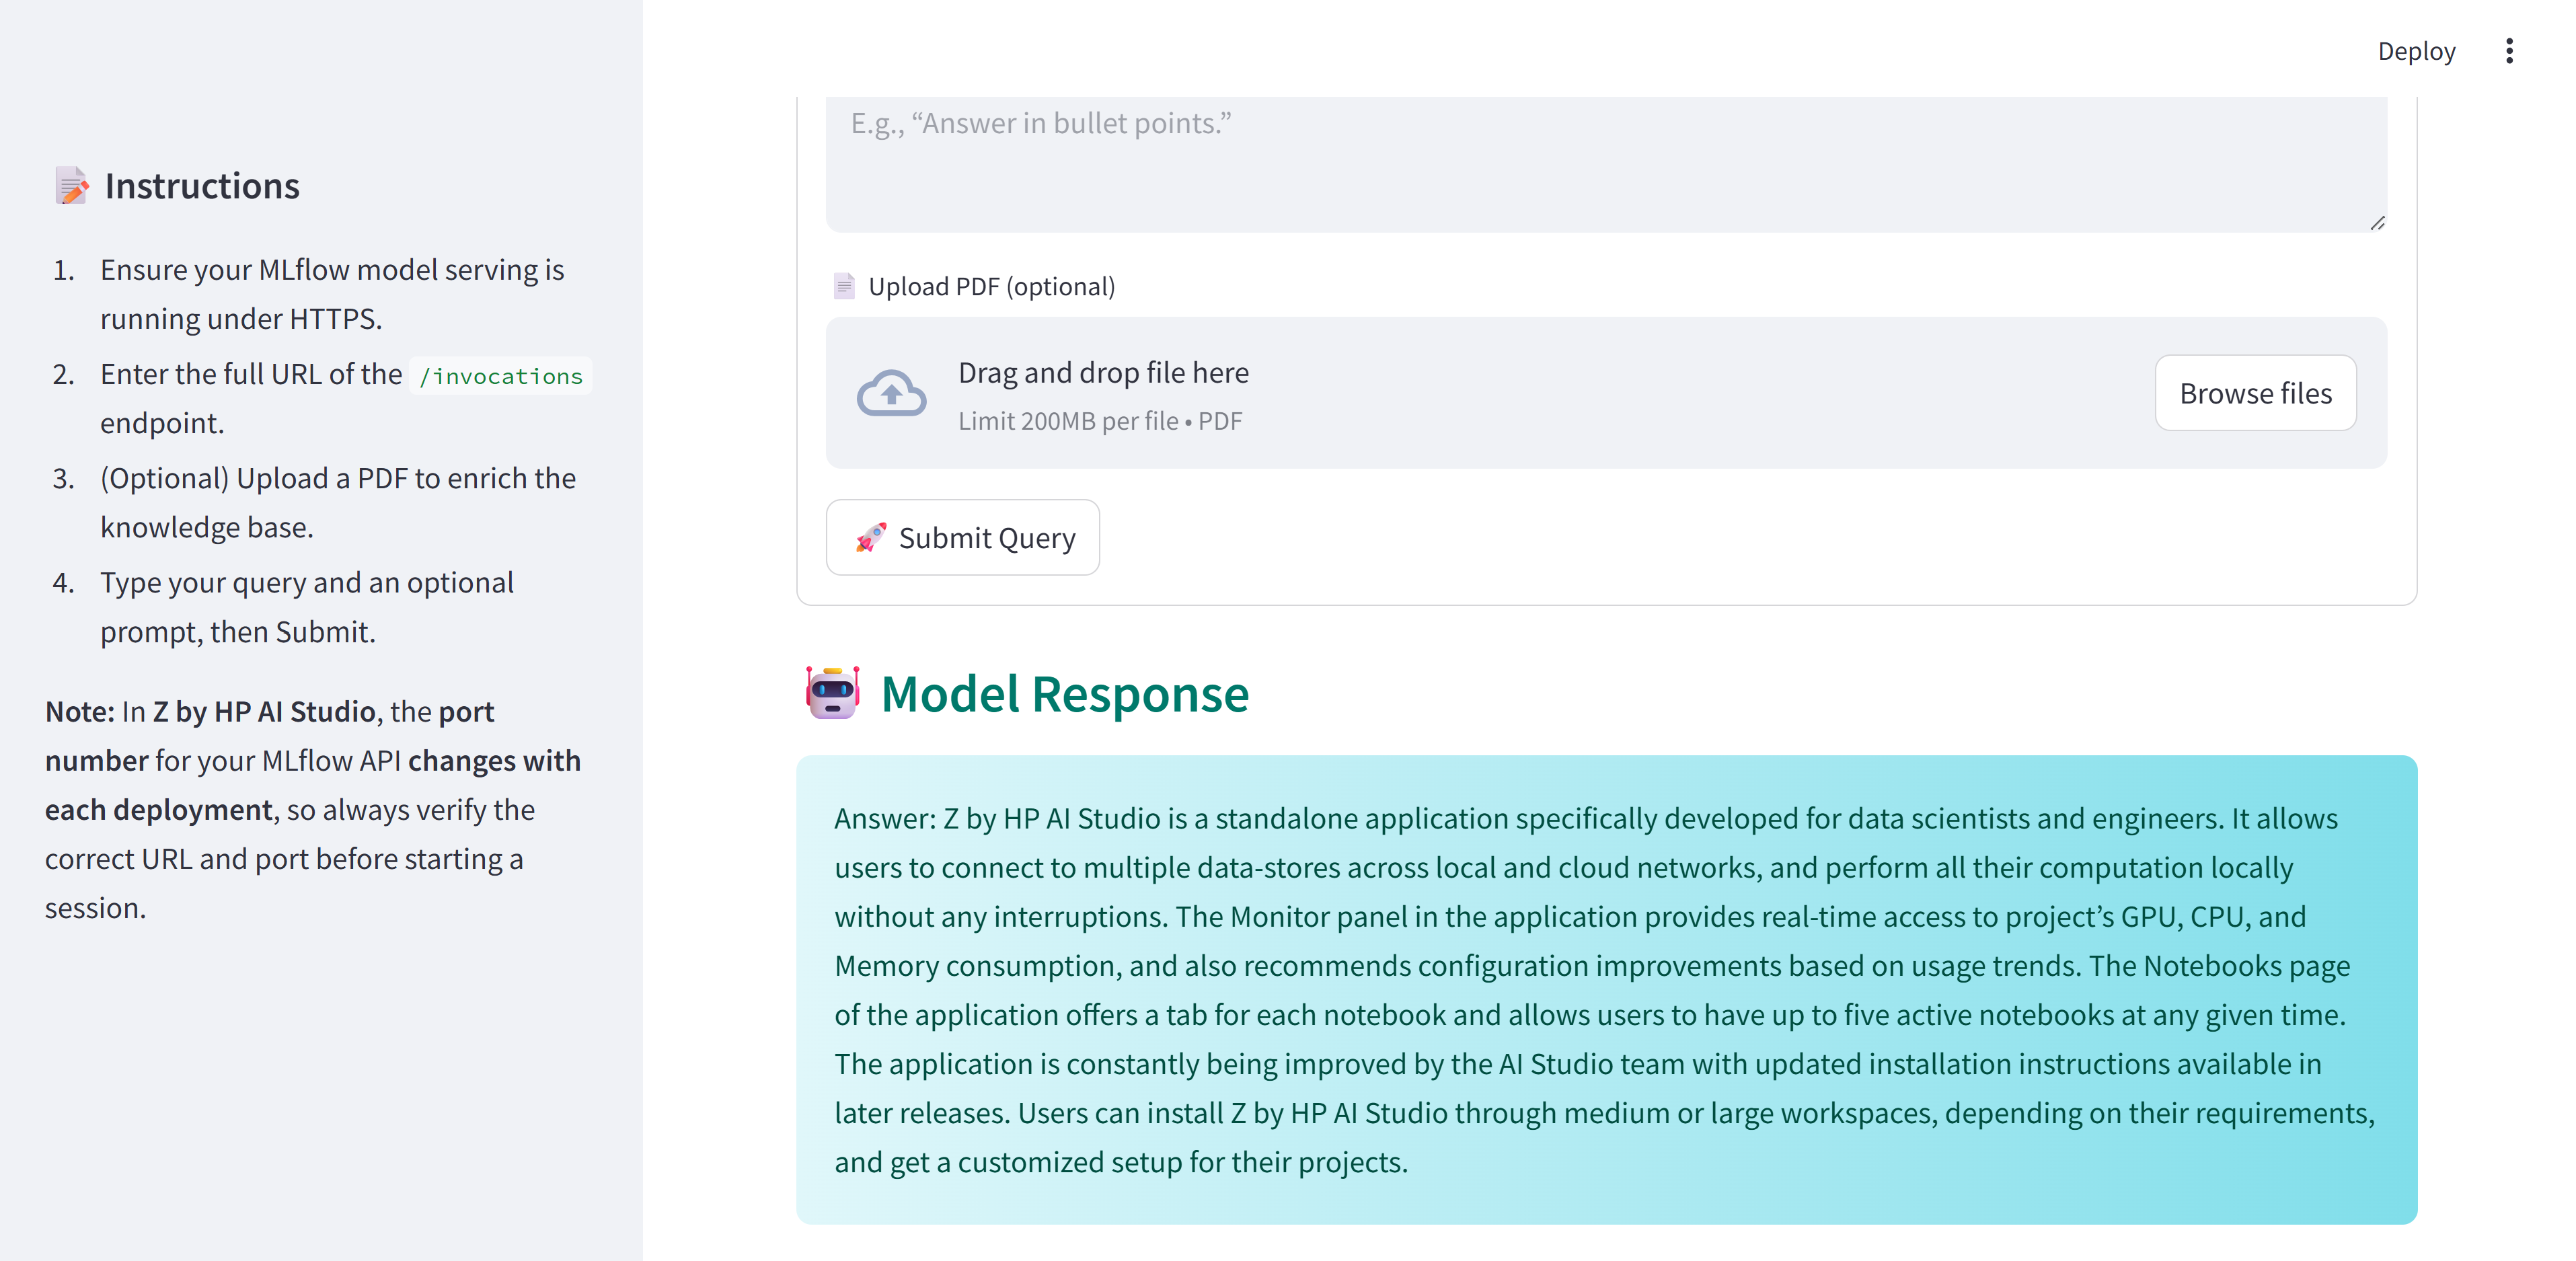 Deploy
Instructions
1. Ensure your MLflow model serving is
running under HTTPS.
2. Enter the full URL of the /invocations
endpoint.
3. (Optional) Upload a PDF to enrich the
knowledge base.
4. Type your query and an optional
prompt, then Submit.
Note: In Z by HP AI Studio, the port
number for your MLflow API changes with
each deployment, so always verify the
correct URL and port before starting a
session.
E.g., “Answer in bullet points.”
Upload PDF (optional)
Drag and drop file here
Limit 200MB per file • PDF
Browse files
Submit Query
Model Response
Answer: Z by HP AI Studio is a standalone application specifically developed for data scientists and engineers. It allows
users to connect to multiple data-stores across local and cloud networks, and perform all their computation locally
without any interruptions. The Monitor panel in the application provides real-time access to project’s GPU, CPU, and
Memory consumption, and also recommends configuration improvements based on usage trends. The Notebooks page
of the application offers a tab for each notebook and allows users to have up to five active notebooks at any given time.
The application is constantly being improved by the AI Studio team with updated installation instructions available in
later releases. Users can install Z by HP AI Studio through medium or large workspaces, depending on their requirements,
and get a customized setup for their projects.